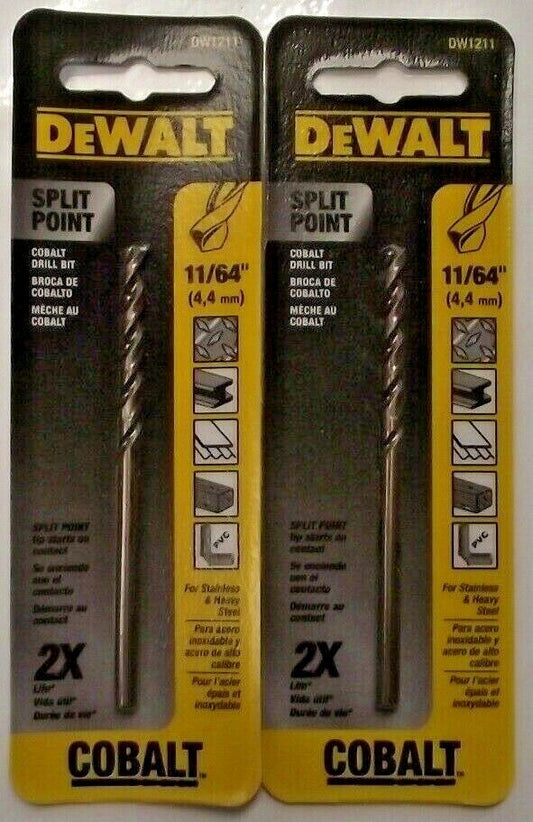 DW1211
DEWALT
SPLIT
POINT
COBALT
DRILL BIT
BROCA DE
COBALTO
MÈCHE AU
COBALT
11/64"
(4,4 mm)
PVC
SPLIT POINT
tip starts on
contact
Se enciende
con el
contacto
Démarre au
contact
2X
Life*
Vida útil*
Durée de vie*
For Stainless
& Heavy
Steel
Para acero
inoxidable y
acero de alto
calibre
Pour l'acier
épais et
inoxydable
COBALT™
DW1211
DEWALT
SPLIT
POINT
COBALT
DRILL BIT
BROCA DE
COBALTO
MÈCHE AU
COBALT
11/64"
(4,4 mm)
PVC
SPLIT POINT
tip starts on
contact
Se enciende
con el
contacto
Démarre au
contact
2X
Life*
Vida útil*
Durée de vie*
For Stainless
& Heavy
Steel
Para acero
inoxidable y
acero de alto
calibre
Pour l'acier
épais et
inoxydable
COBALT™